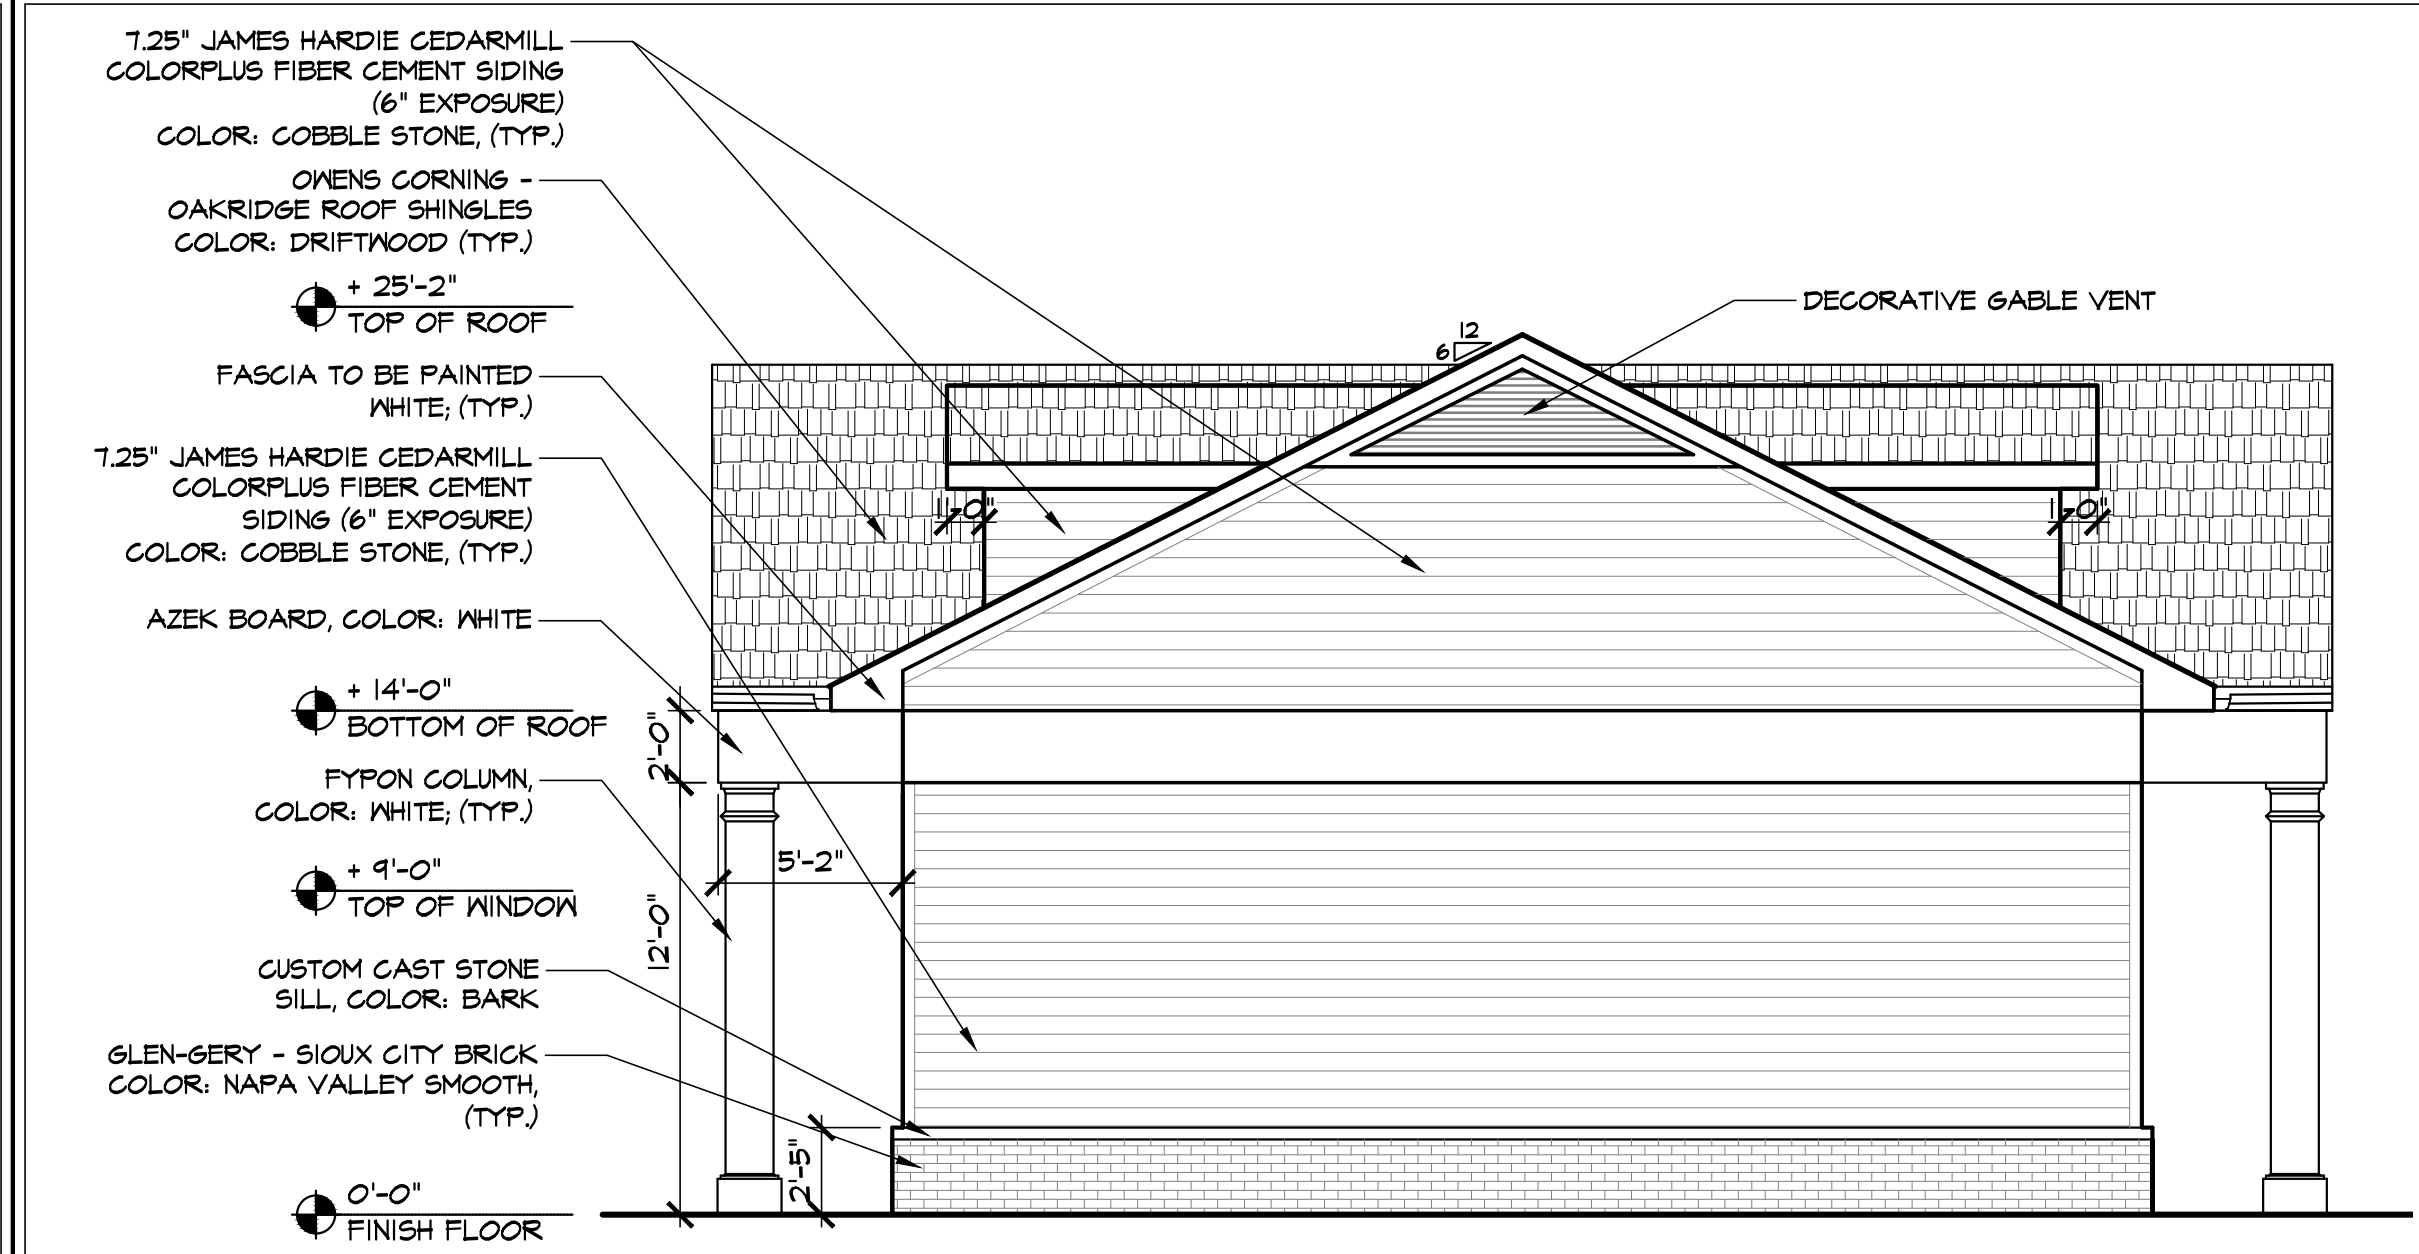 7.25" JAMES HARDIE CEDARMILL
COLORPLUS FIBER CEMENT SIDING
(6" EXPOSURE)
COLOR: COBBLE STONE, (TYP.)
OWENS CORNING -
OAKRIDGE ROOF SHINGLES
COLOR: DRIFTWOOD (TYP.)
+ 25'-2"
TOP OF ROOF
DECORATIVE GABLE VENT
12
6
FASCIA TO BE PAINTED
WHITE; (TYP.)
7.25" JAMES HARDIE CEDARMILL
COLORPLUS FIBER CEMENT
SIDING (6" EXPOSURE)
COLOR: COBBLE STONE, (TYP.)
1'-0"
1'-0"
AZEK BOARD, COLOR: WHITE
+ 14'-0"
BOTTOM OF ROOF
2'-0"
FYPON COLUMN,
COLOR: WHITE; (TYP.)
5'-2"
+ 9'-0"
TOP OF WINDOW
12'-0"
CUSTOM CAST STONE
SILL, COLOR: BARK
GLEN-GERY - SIOUX CITY BRICK
COLOR: NAPA VALLEY SMOOTH,
(TYP.)
2'-5"
0'-0"
FINISH FLOOR